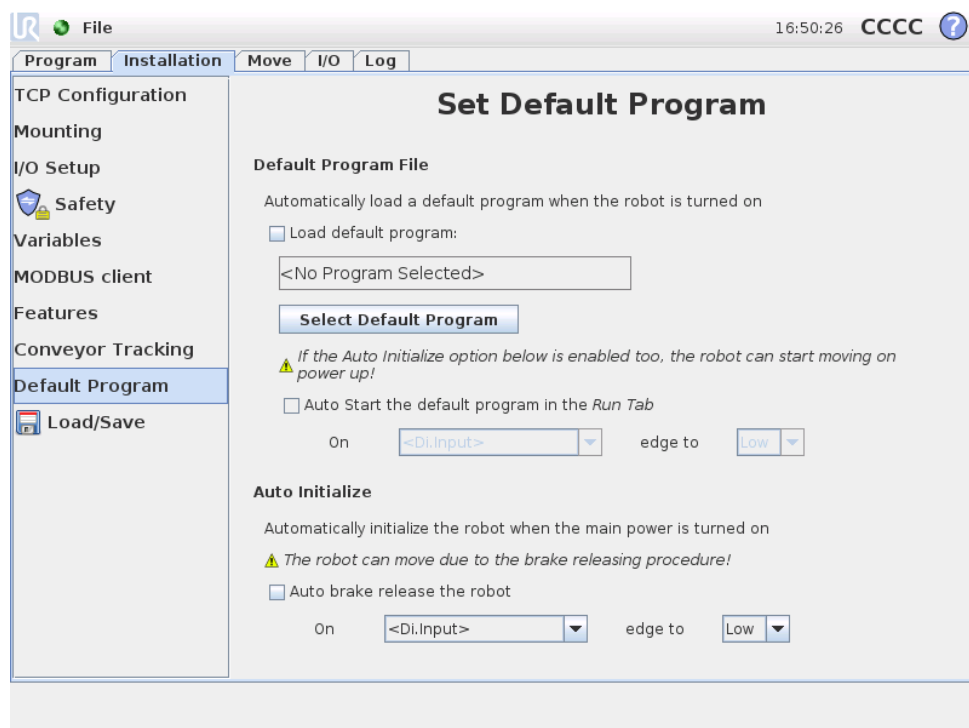 UR File 16:50:26 CCCC ?
Program Installation Move I/O Log
TCP Configuration
Mounting
I/O Setup
Safety
Variables
MODBUS client
Features
Conveyor Tracking
Default Program
Load/Save
Set Default Program
Default Program File
Automatically load a default program when the robot is turned on
Load default program:
<No Program Selected>
Select Default Program
If the Auto Initialize option below is enabled too, the robot can start moving on
power up!
Auto Start the default program in the Run Tab
On <Di.Input> edge to Low
Auto Initialize
Automatically initialize the robot when the main power is turned on
The robot can move due to the brake releasing procedure!
Auto brake release the robot
On <Di.Input> edge to Low